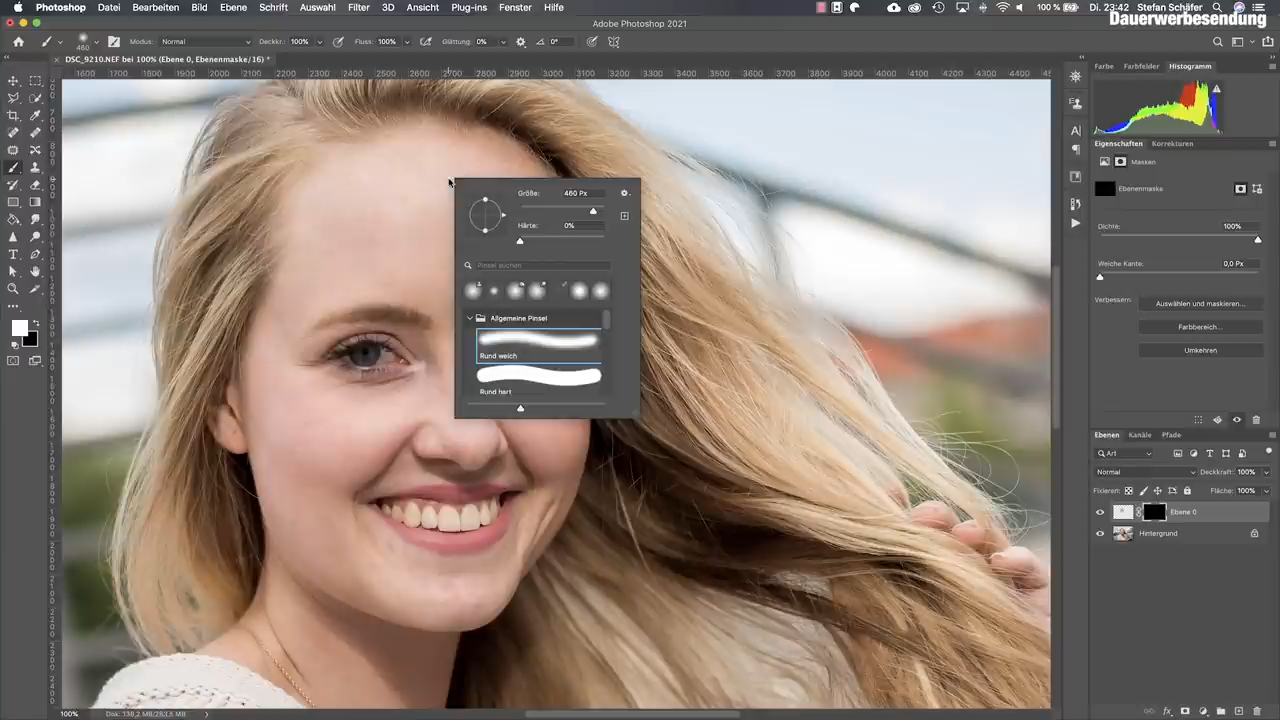 Photoshop Datei Bearbeiten Bild Ebene Schrift Auswahl Filter 3D Ansicht Plug-ins Fenster Hilfe 100 % Di. 23:42 Stefan Schäfer
Dauerwerbesendung
Adobe Photoshop 2021
460 Modus: Normal Deckkr.: 100% Fluss: 100% Glättung: 0% 0°
DSC_9210.NEF bei 100% (Ebene 0, Ebenenmaske/16) *
1600 1700 1800 1900 2000 2100 2200 2300 2400 2500 2600 2700 2800 2900 3000 3100 3200 3300 3400 3500 3600 3700 3800 3900 4000 4100 4200 4300 4400
Größe: 460 Px
Härte: 0%
Pinsel suchen
Allgemeine Pinsel
Rund weich
Rund hart
Farbe Farbfelder Histogramm
Eigenschaften Korrekturen
Masken
Ebenenmaske
Dichte: 100%
Weiche Kante: 0,0 Px
Verbessern: Auswählen und maskieren...
Farbbereich...
Umkehren
Ebenen Kanäle Pfade
Art
Normal Deckkraft: 100%
Fixieren: Fläche: 100%
Ebene 0
Hintergrund
100% Dok: 138,2 MB/283,5 MB